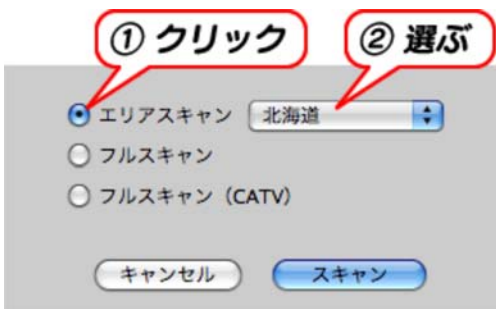 ① クリック
② 選ぶ
エリアスキャン 北海道
フルスキャン
フルスキャン（CATV）
キャンセル スキャン